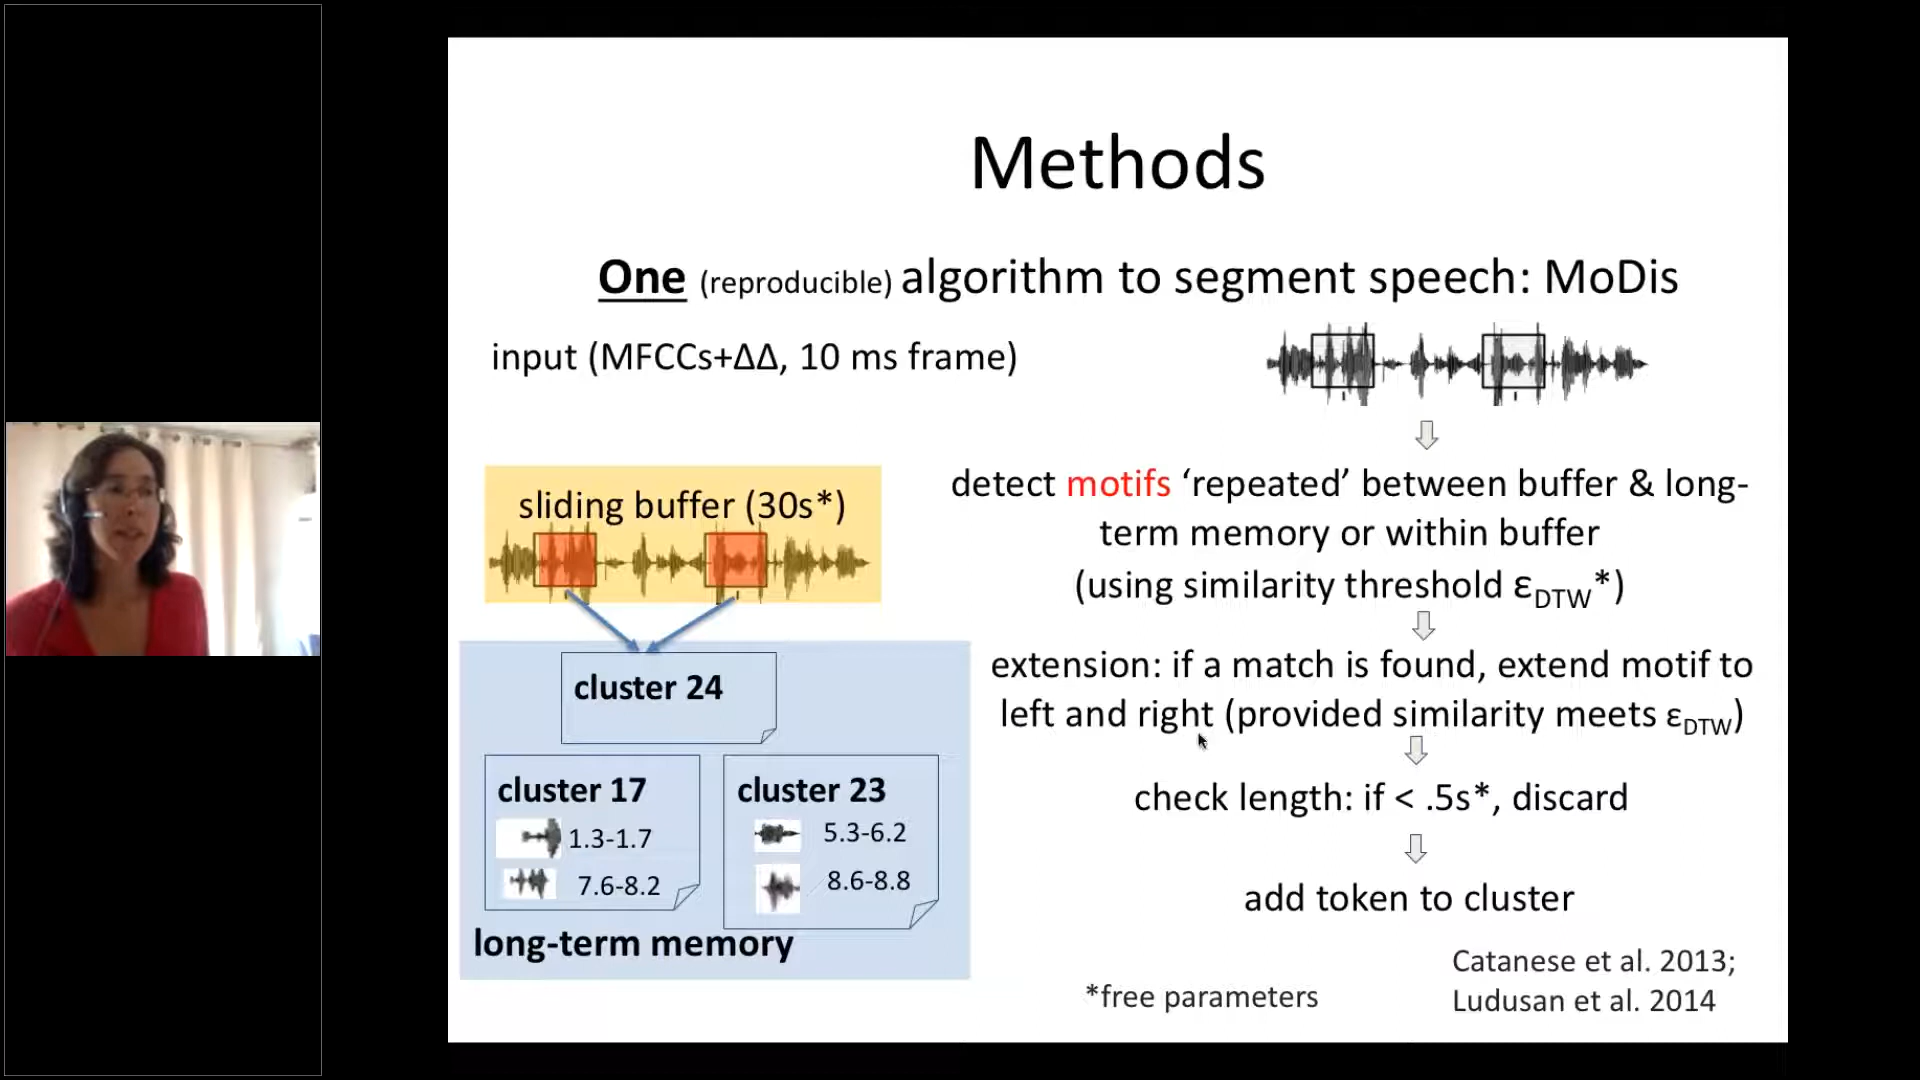 Methods
One (reproducible) algorithm to segment speech: MoDis
input (MFCCs+ΔΔ, 10 ms frame)
sliding buffer (30s*)
cluster 24
cluster 17
1.3-1.7
7.6-8.2
cluster 23
5.3-6.2
8.6-8.8
long-term memory
detect motifs ‘repeated’ between buffer & long-
term memory or within buffer
(using similarity threshold εDTW*)
extension: if a match is found, extend motif to
left and right (provided similarity meets εDTW)
check length: if < .5s*, discard
add token to cluster
*free parameters
Catanese et al. 2013;
Ludusan et al. 2014